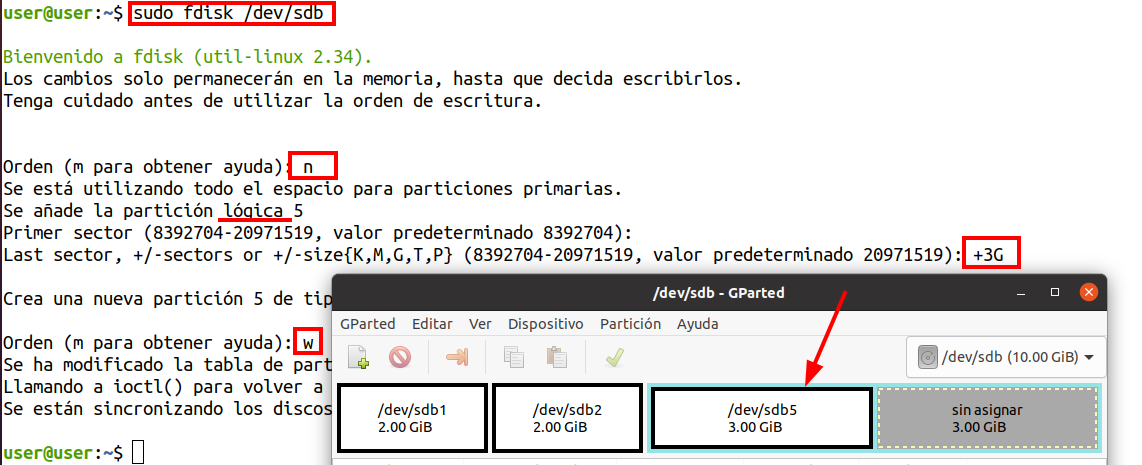 user@user:~$ sudo fdisk /dev/sdb
Bienvenido a fdisk (util-linux 2.34).
Los cambios solo permanecerán en la memoria, hasta que decida escribirlos.
Tenga cuidado antes de utilizar la orden de escritura.
Orden (m para obtener ayuda): n
Se está utilizando todo el espacio para particiones primarias.
Se añade la partición lógica 5
Primer sector (8392704-20971519, valor predeterminado 8392704):
Last sector, +/-sectors or +/-size{K,M,G,T,P} (8392704-20971519, valor predeterminado 20971519): +3G
Crea una nueva partición 5 de tip
Orden (m para obtener ayuda): w
Se ha modificado la tabla de part
Llamando a ioctl() para volver a
Se están sincronizando los discos
user@user:~$
/dev/sdb - GParted
GParted Editar Ver Dispositivo Partición Ayuda
/dev/sdb (10.00 GiB)
/dev/sdb1
2.00 GiB
/dev/sdb2
2.00 GiB
/dev/sdb5
3.00 GiB
sin asignar
3.00 GiB